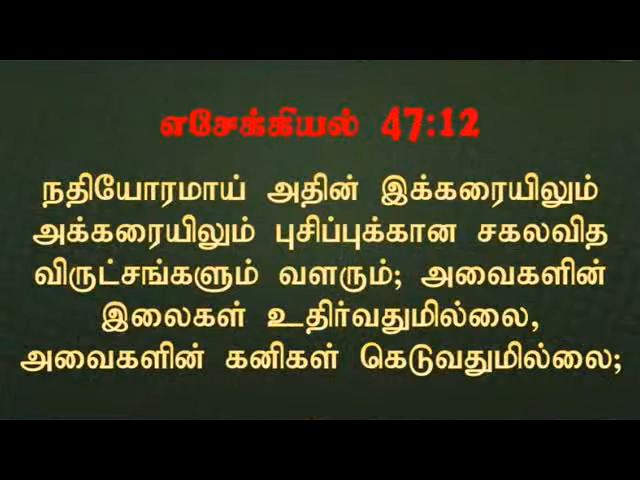 எசேக்கியல் 47:12
நதியோரமாய் அதின் இக்கரையிலும்
அக்கரையிலும் புசிப்புக்கான சகலவித
விருட்சங்களும் வளரும்; அவைகளின்
இலைகள் உதிர்வதுமில்லை,
அவைகளின் கனிகள் கெடுவதுமில்லை;